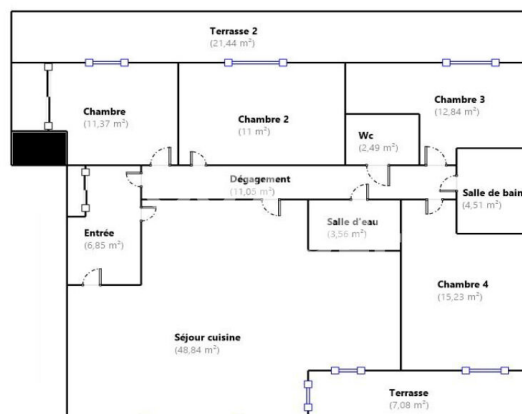 Terrasse 2
(21,44 m²)
Chambre
(11,37 m²)
Chambre 2
(11 m²)
Chambre 3
(12,84 m²)
Wc
(2,49 m²)
Dégagement
(11,05 m²)
Salle de bain
(4,51 m²)
Entrée
(6,85 m²)
Salle d'eau
(3,56 m²)
Chambre 4
(15,23 m²)
Séjour cuisine
(48,84 m²)
Terrasse
(7,08 m²)